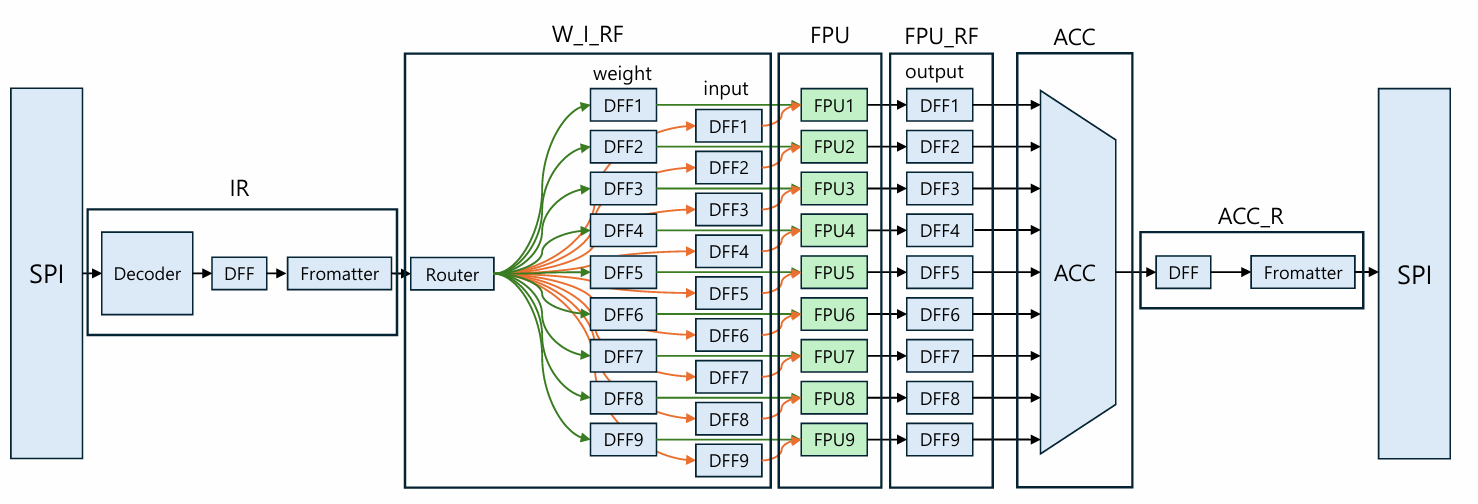 W_I_RF
FPU
FPU_RF
ACC
weight
input
output
IR
ACC_R
SPI
Decoder
DFF
Fromatter
Router
DFF1
DFF2
DFF3
DFF4
DFF5
DFF6
DFF7
DFF8
DFF9
DFF1
DFF2
DFF3
DFF4
DFF5
DFF6
DFF7
DFF8
DFF9
FPU1
FPU2
FPU3
FPU4
FPU5
FPU6
FPU7
FPU8
FPU9
DFF1
DFF2
DFF3
DFF4
DFF5
DFF6
DFF7
DFF8
DFF9
ACC
DFF
Fromatter
SPI